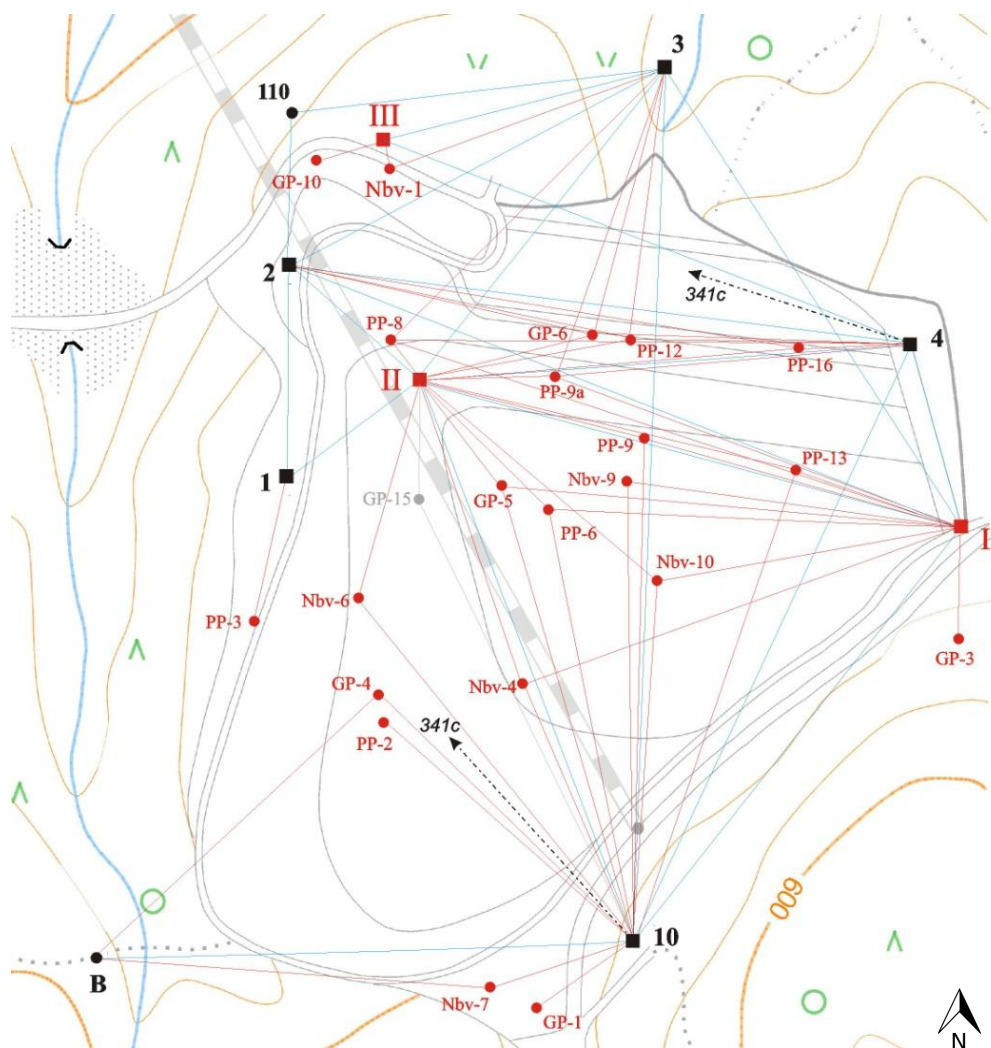 3
110
III
GP-10
Nbv-1
2
341c
PP-8
GP-6
PP-12
PP-16
4
II
PP-9a
PP-9
PP-13
1
Nbv-9
GP-15
GP-5
PP-6
I
Nbv-10
Nbv-6
PP-3
GP-3
GP-4
Nbv-4
341c
PP-2
600
10
B
Nbv-7
GP-1
N